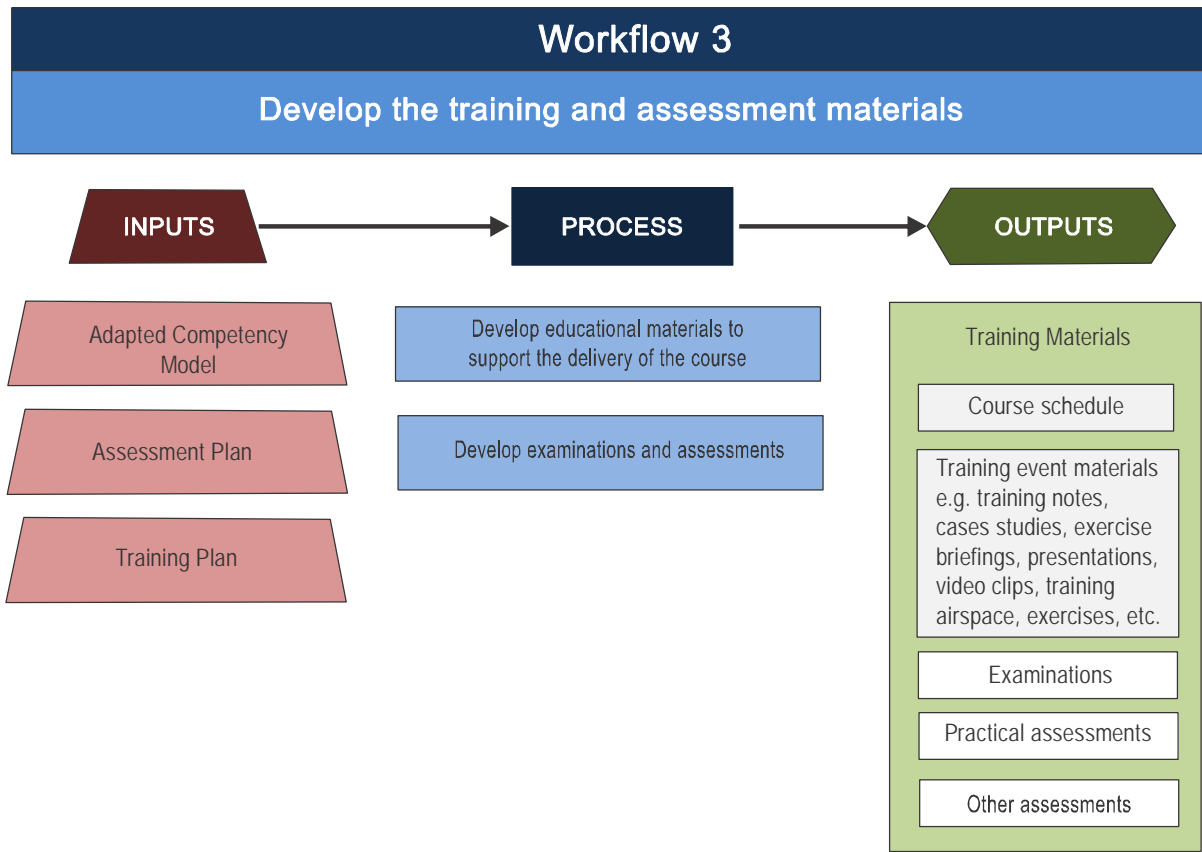 Workflow 3
Develop the training and assessment materials
INPUTS
PROCESS
OUTPUTS
Adapted Competency
Model
Assessment Plan
Training Plan
Develop educational materials to
support the delivery of the course
Develop examinations and assessments
Training Materials
Course schedule
Training event materials
e.g. training notes,
cases studies, exercise
briefings, presentations,
video clips, training
airspace, exercises, etc.
Examinations
Practical assessments
Other assessments